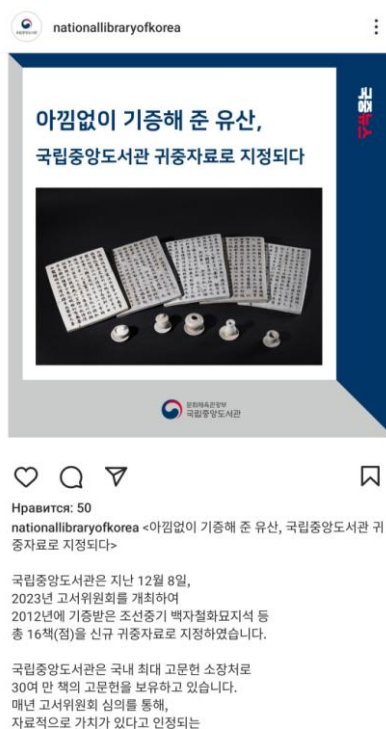 nationallibraryofkorea
국중뉴스
아낌없이 기증해 준 유산,
국립중앙도서관 귀중자료로 지정되다
문화체육관광부
국립중앙도서관
Нравится: 50
nationallibraryofkorea <아낌없이 기증해 준 유산, 국립중앙도서관 귀
중자료로 지정되다>
국립중앙도서관은 지난 12월 8일,
2023년 고서위원회를 개최하여
2012년에 기증받은 조선중기 백자철화묘지석 등
총 16책(점)을 신규 귀중자료로 지정하였습니다.
국립중앙도서관은 국내 최대 고문헌 소장처로
30여 만 책의 고문헌을 보유하고 있습니다.
매년 고서위원회 심의를 통해,
자료적으로 가치가 있다고 인정되는